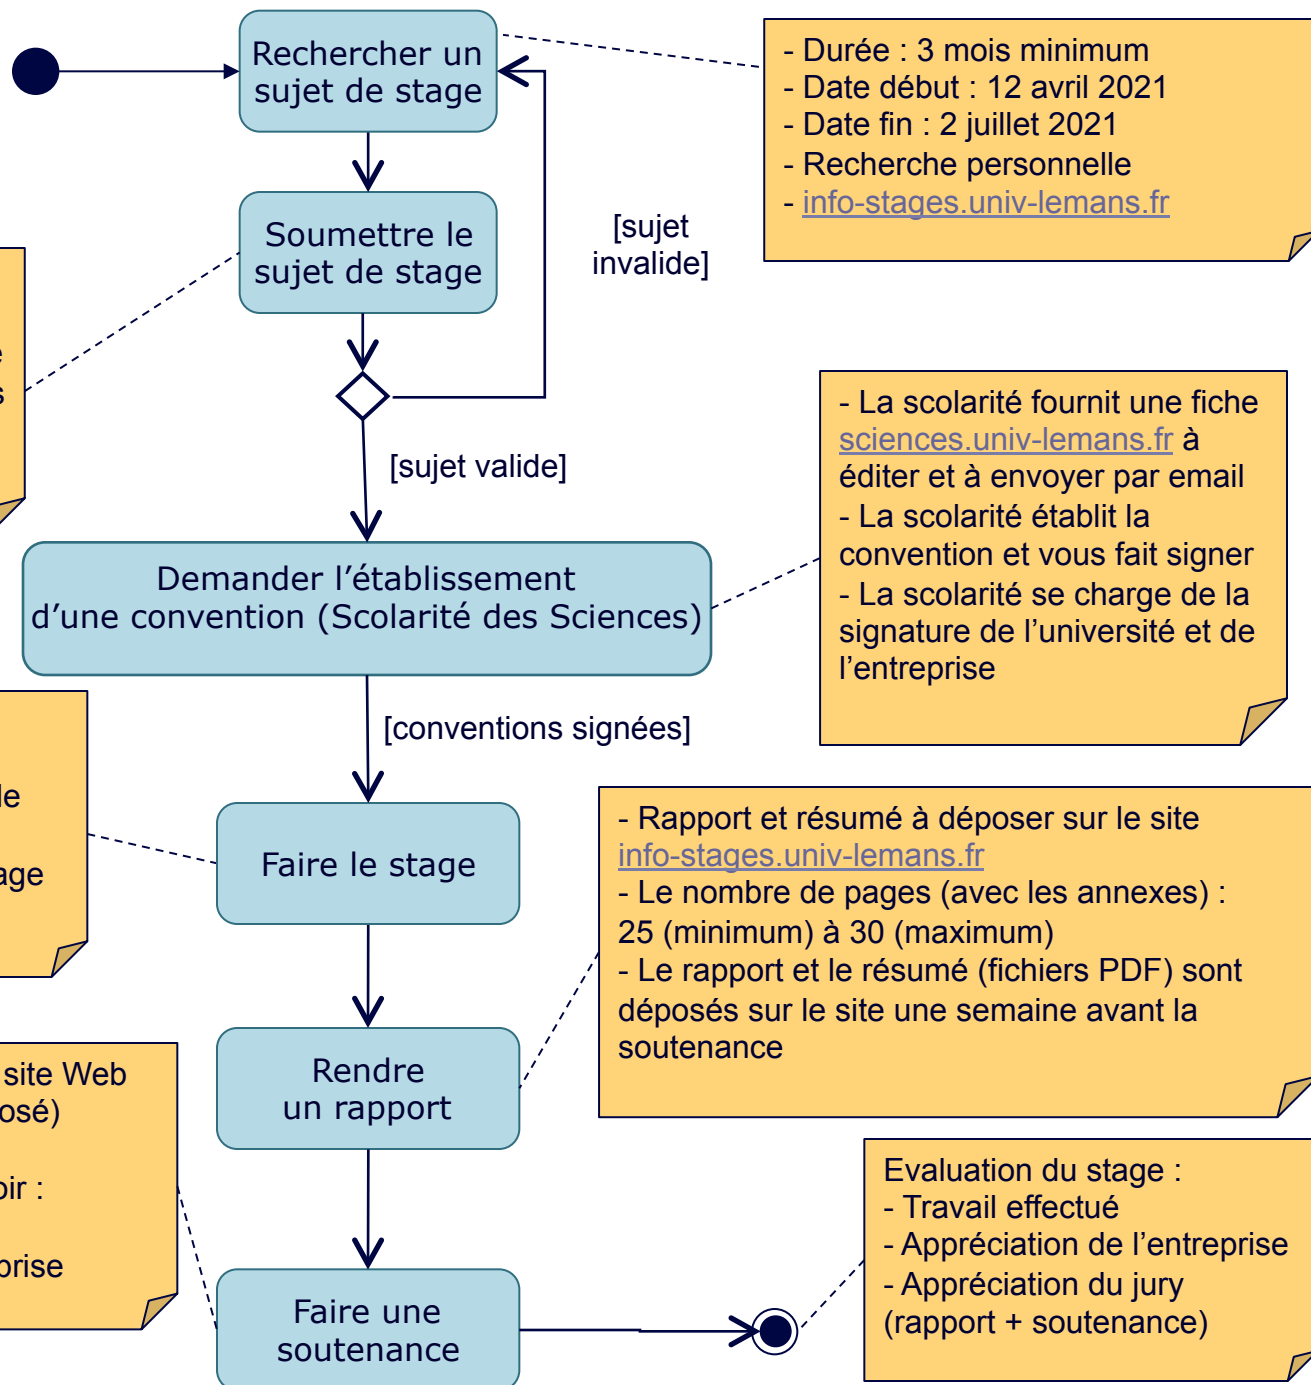 Rechercher un
sujet de stage
- Durée : 3 mois minimum
- Date début : 12 avril 2021
- Date fin : 2 juillet 2021
- Recherche personnelle
- info-stages.univ-lemans.fr
Soumettre le
sujet de stage
[sujet
invalide]
[sujet valide]
- La scolarité fournit une fiche
sciences.univ-lemans.fr à
éditer et à envoyer par email
- La scolarité établit la
convention et vous fait signer
- La scolarité se charge de la
signature de l’université et de
l’entreprise
Demander l’établissement
d’une convention (Scolarité des Sciences)
[conventions signées]
Faire le stage
- Rapport et résumé à déposer sur le site
info-stages.univ-lemans.fr
- Le nombre de pages (avec les annexes) :
25 (minimum) à 30 (maximum)
- Le rapport et le résumé (fichiers PDF) sont
déposés sur le site une semaine avant la
soutenance
Rendre
un rapport
site Web
Faire une
soutenance
Evaluation du stage :
- Travail effectué
- Appréciation de l’entreprise
- Appréciation du jury
(rapport + soutenance)